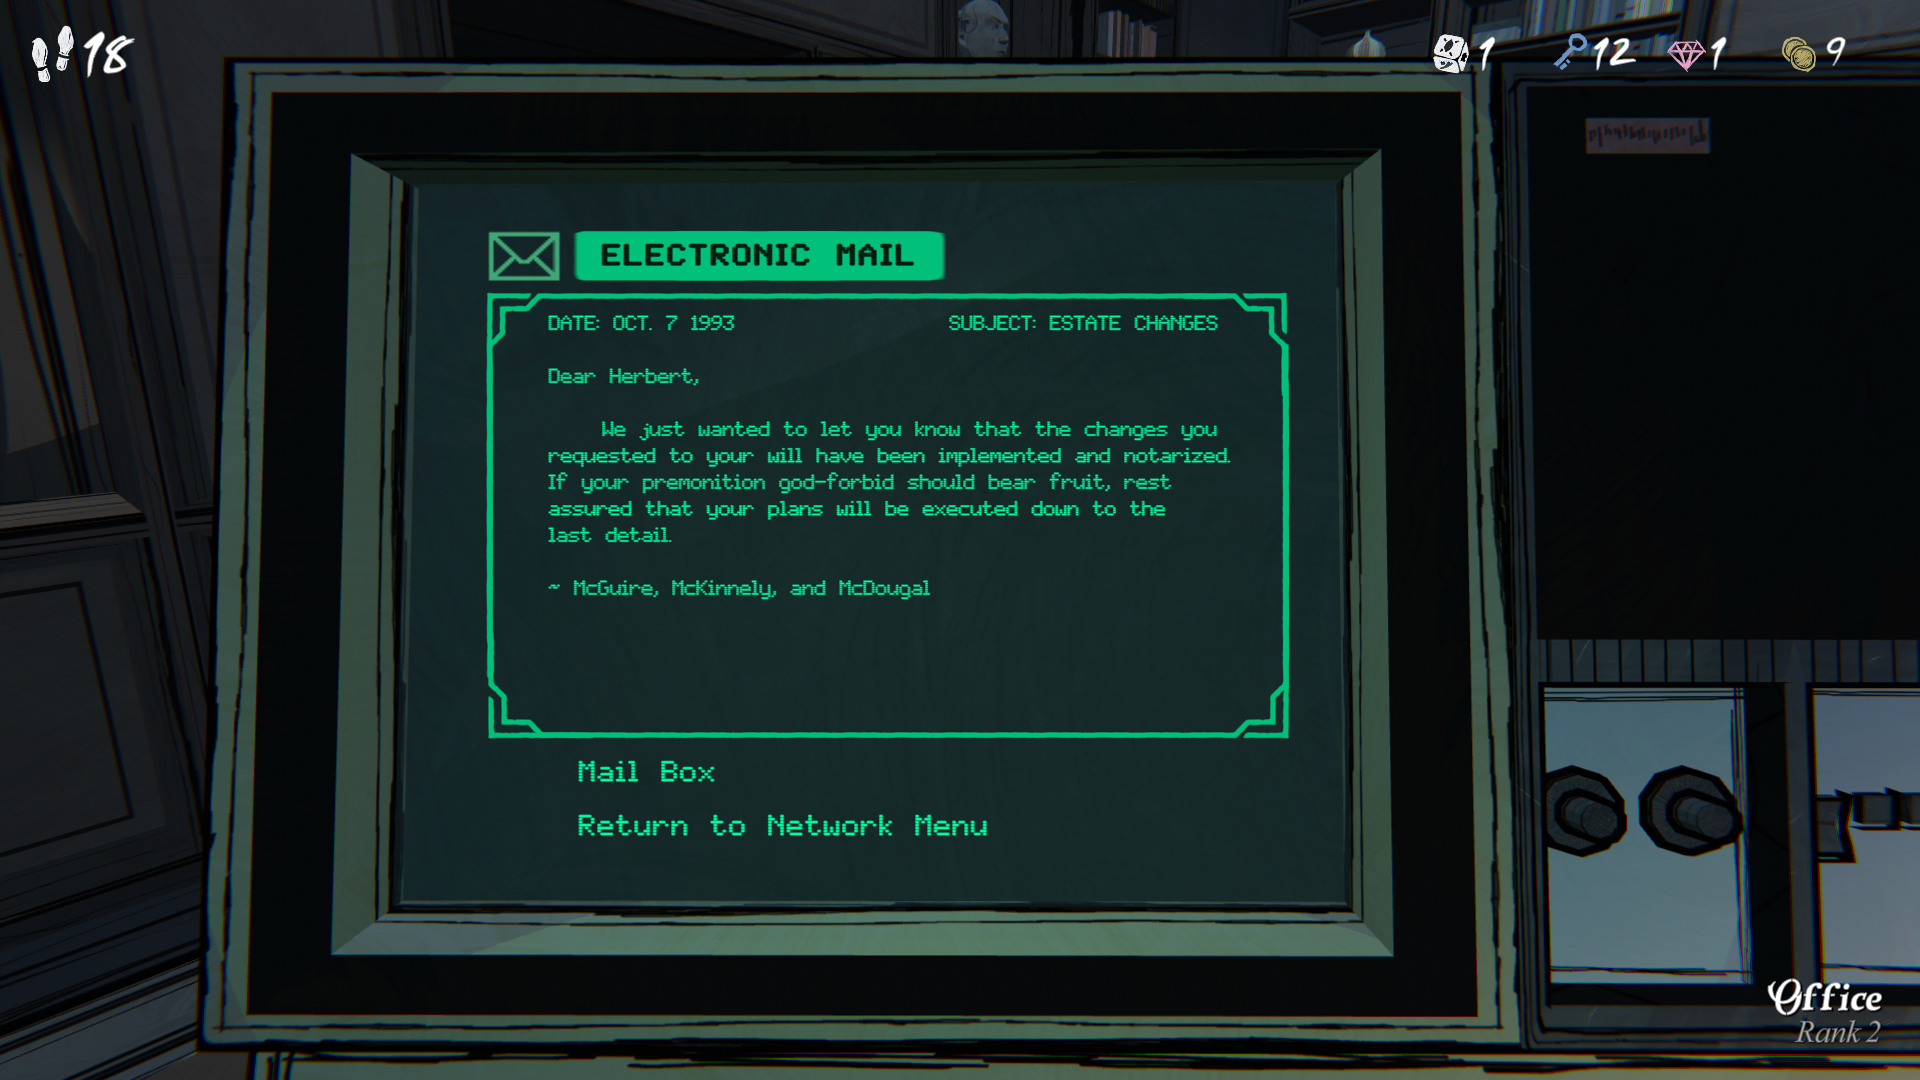 18
1
12
1
9
ELECTRONIC MAIL
DATE: OCT. 7 1993
SUBJECT: ESTATE CHANGES
Dear Herbert,
We just wanted to let you know that the changes you
requested to your will have been implemented and notarized.
If your premonition god-forbid should bear fruit, rest
assured that your plans will be executed down to the
last detail.
~ McGuire, McKinnely, and McDougal
Mail Box
Return to Network Menu
Office
Rank 2